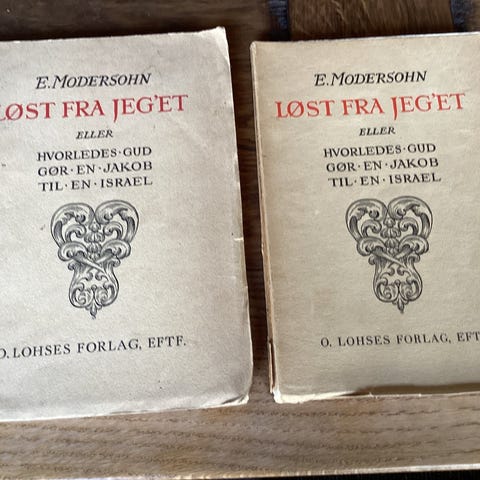 E. MODERSOHN
LØST FRA JEG'ET
ELLER
HVORLEDES·GUD
GØR·EN·JAKOB
TIL·EN·ISRAEL
O. LOHSES FORLAG, EFTF.
E. MODERSOHN
LØST FRA JEG'ET
ELLER
HVORLEDES·GUD
GØR·EN·JAKOB
TIL·EN·ISRAEL
O. LOHSES FORLAG, EFT